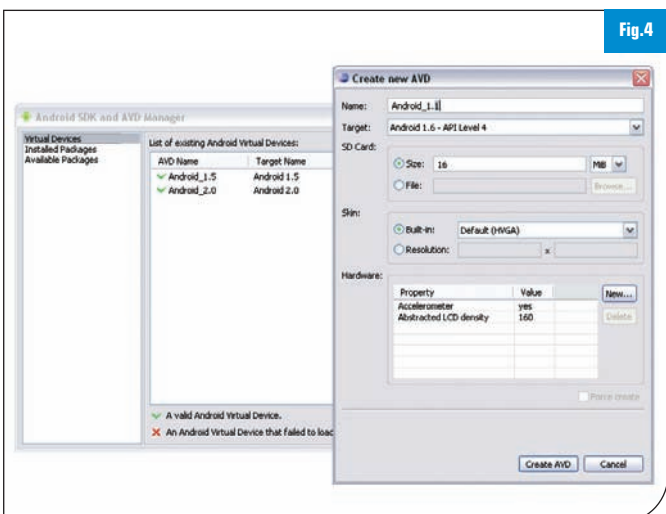 Fig.4
Android SDK and AVD Manager
Virtual Devices
Installed Packages
Available Packages
List of existing Android Virtual Devices:
AVD Name Target Name
Android_1.5 Android 1.5
Android_2.0 Android 2.0
A valid Android Virtual Device.
An Android Virtual Device that failed to load
Create new AVD
Name: Android_1.1
Target: Android 1.6 - API Level 4
SD Card:
Size: 16 MiB
File: Browse...
Skin:
Built-in: Default (HVGA)
Resolution: x
Hardware:
Property Value New...
Accelerometer yes
Abstracted LCD density 160 Delete
Force create
Create AVD Cancel